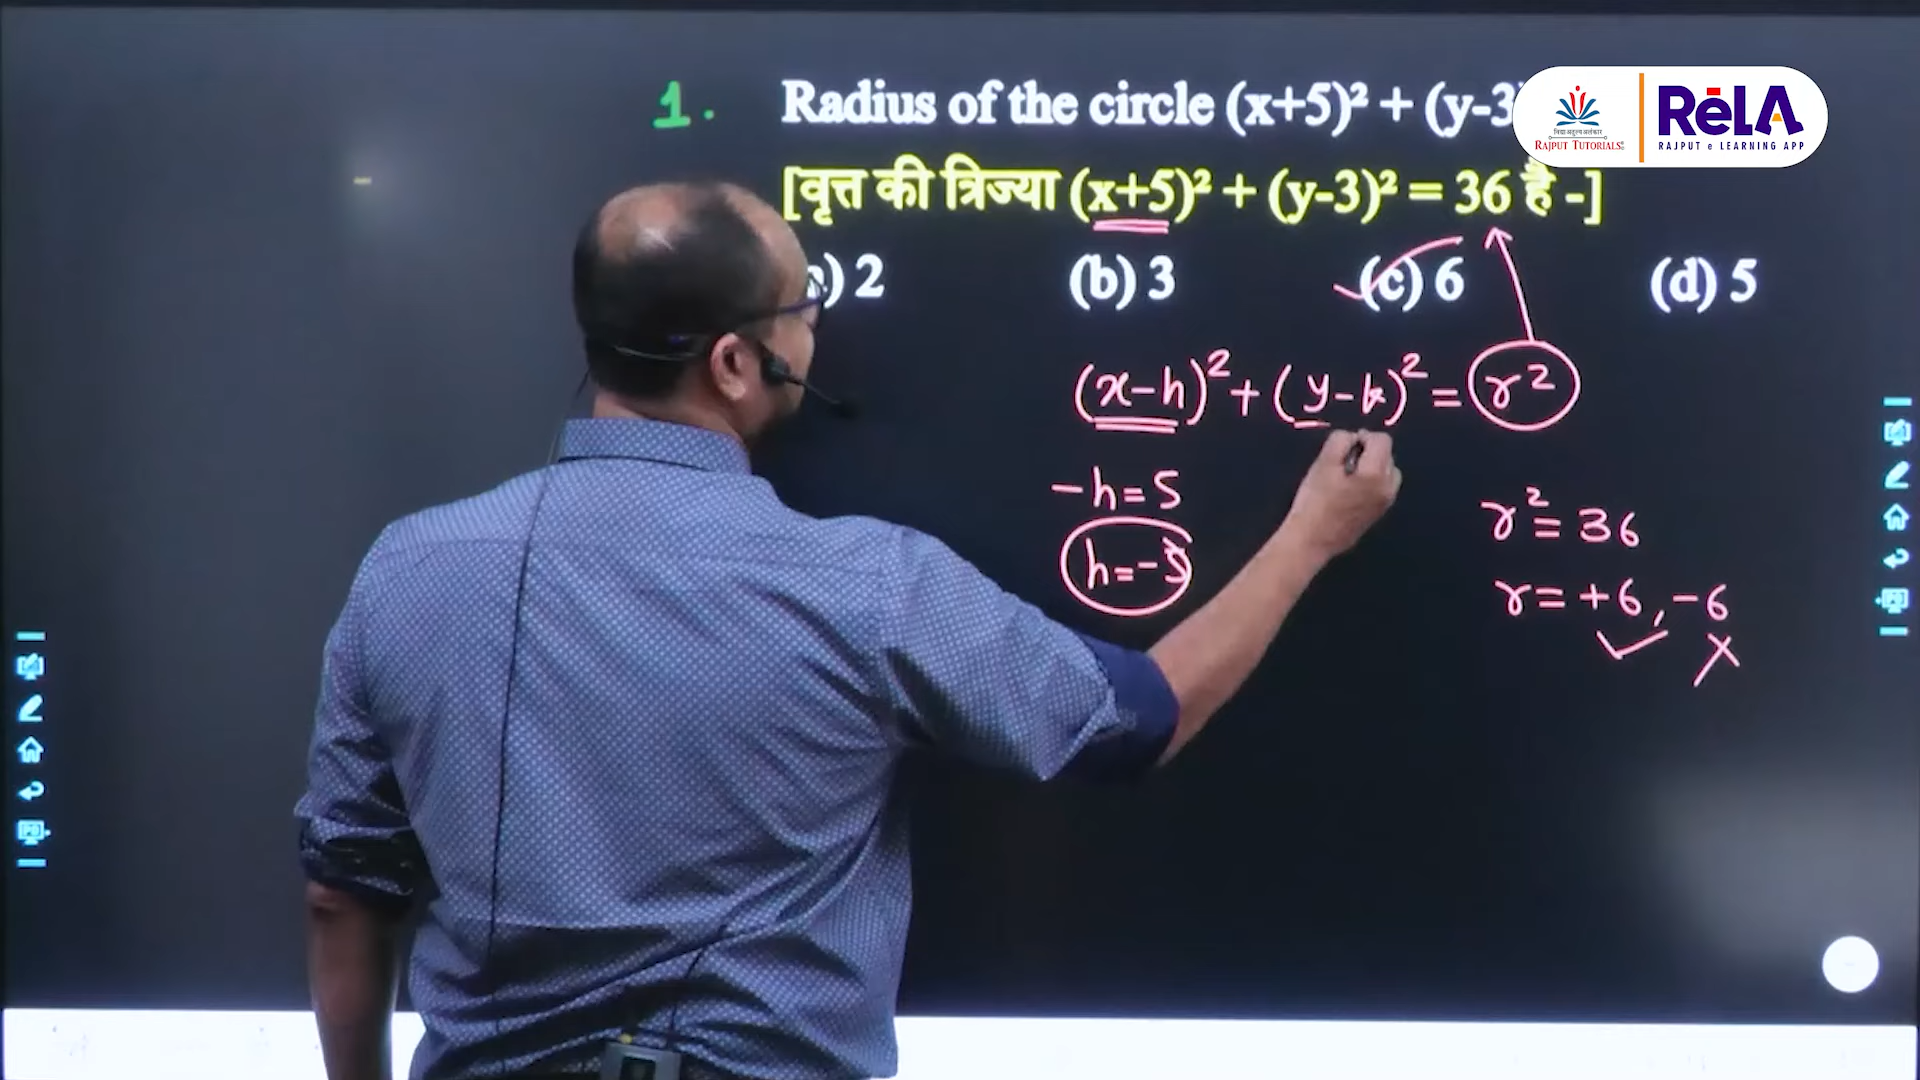 1. Radius of the circle (x+5)² + (y-3
[वृत्त की त्रिज्या (x+5)² + (y-3)² = 36 है -]
) 2 (b) 3 (c) 6 (d) 5
(x-h)² + (y-k)² = r²
-h=5
h=-5
r²= 36
r= +6, -6
RAJPUT TUTORIALS
RELA
RAJPUT e LEARNING APP